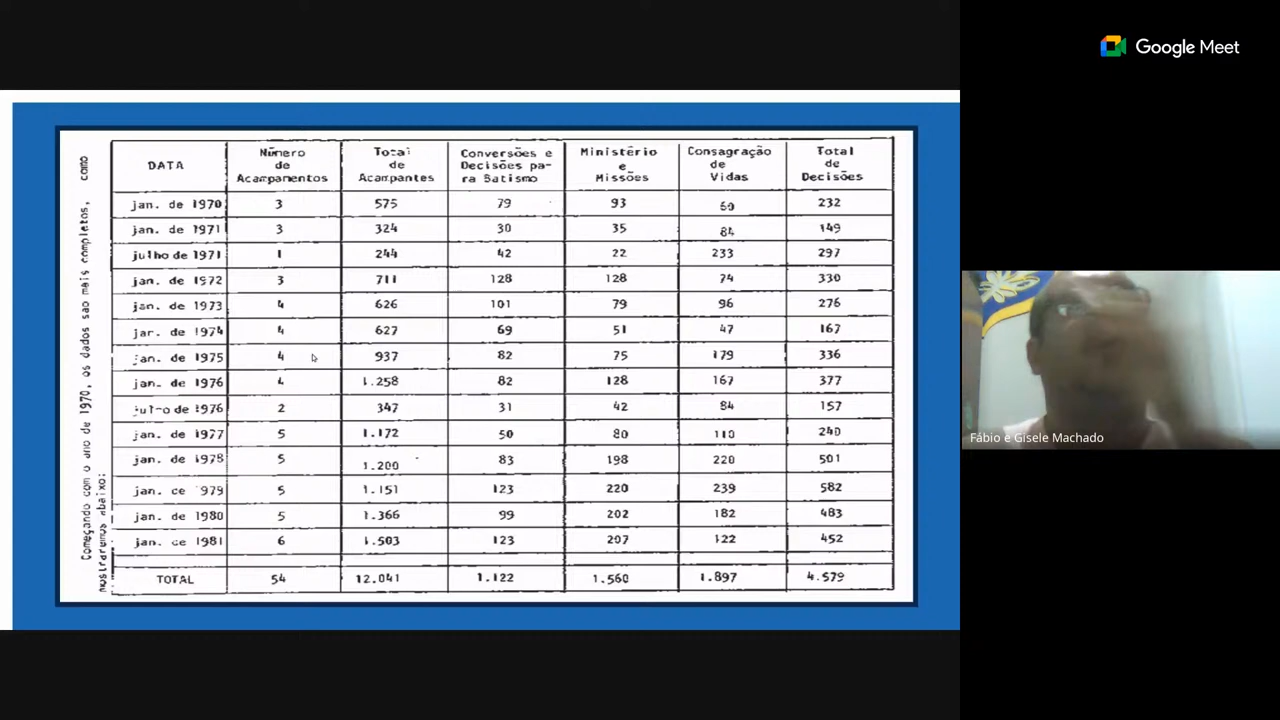 Google Meet
Começando com o ano de 1970, os dados são mais completos, como
mostraremos abaixo:
DATA Número de Acampamentos Total de Acampantes Conversões e Decisões pa-ra Batismo Ministério e Missões Consagração de Vidas Total de Decisões
jan. de 1970 3 575 79 93 60 232
jan. de 1971 3 324 30 35 84 149
julho de 1971 1 244 42 22 233 297
jan. de 1972 3 711 128 128 74 330
jan. de 1973 4 626 101 79 96 276
jan. de 1974 4 627 69 51 47 167
jan. de 1975 4 937 82 75 179 336
jan. de 1976 4 1.258 82 128 167 377
julho de 1976 2 347 31 42 84 157
jan. de 1977 5 1.172 50 80 110 240
jan. de 1978 5 1.200 83 198 220 501
jan. de 1979 5 1.151 123 220 239 582
jan. de 1980 5 1.366 99 202 182 483
jan. de 1981 6 1.503 123 207 122 452
TOTAL 54 12.041 1.122 1.560 1.897 4.579
Fábio e Gisele Machado